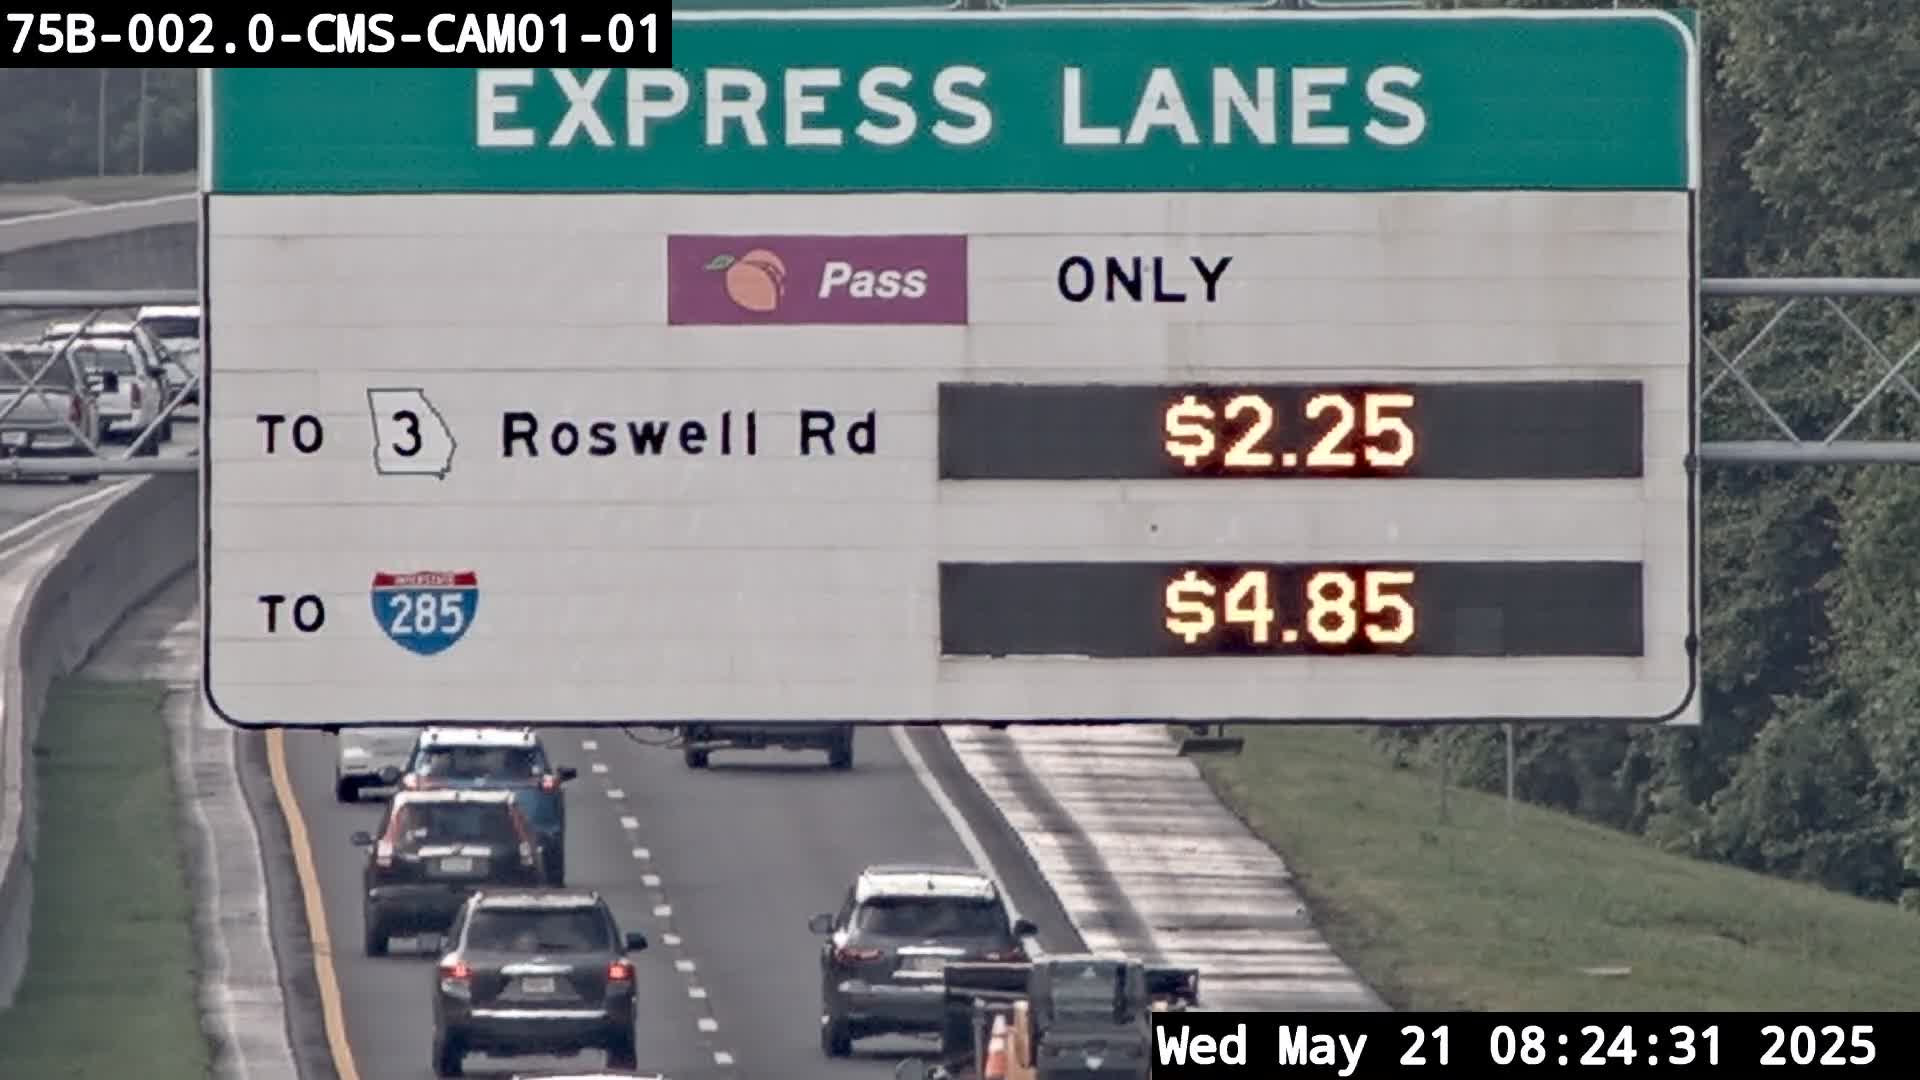 75B-002.0-CMS-CAM01-01
EXPRESS LANES
Pass ONLY
TO 3 Roswell Rd $2.25
INTERSTATE
TO 285 $4.85
Wed May 21 08:24:31 2025